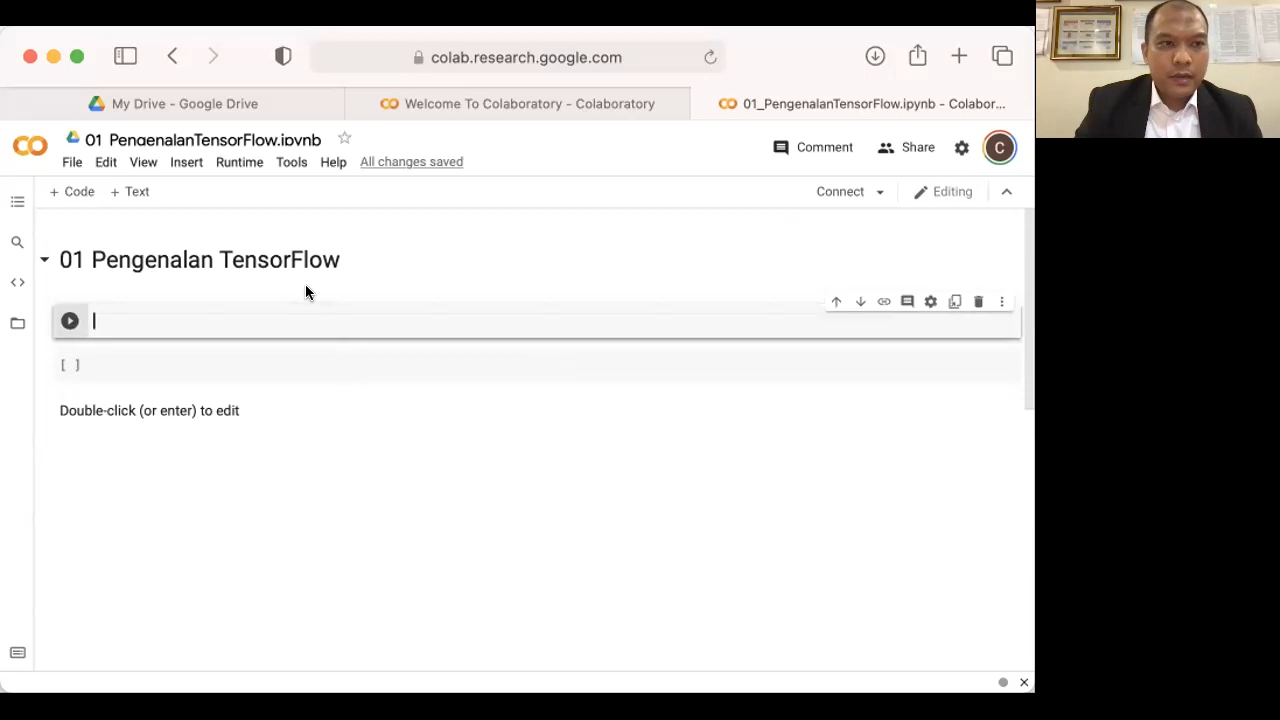 colab.research.google.com
My Drive - Google Drive
Welcome To Colaboratory - Colaboratory
01_PengenalanTensorFlow.ipynb - Colabor...
01_PengenalanTensorFlow.ipynb
File Edit View Insert Runtime Tools Help All changes saved
Comment Share C
+ Code + Text
Connect Editing
01 Pengenalan TensorFlow
[ ]
Double-click (or enter) to edit